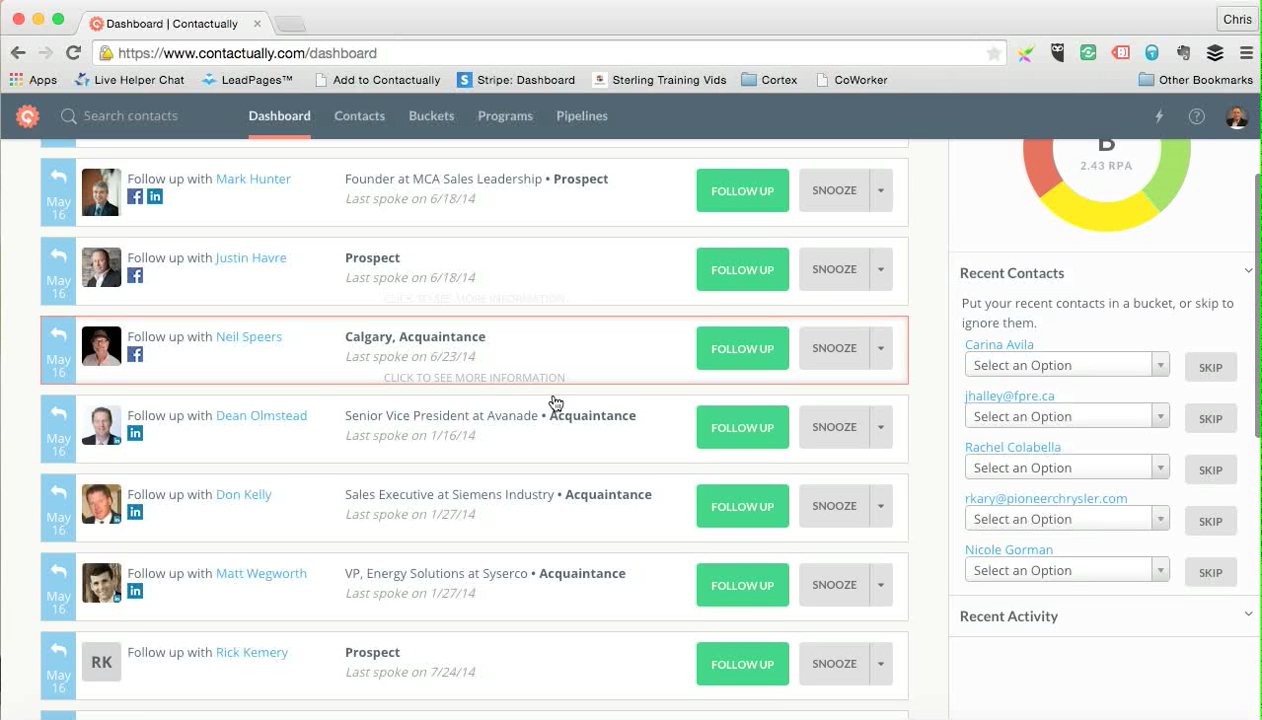 Dashboard | Contactually
Chris
https://www.contactually.com/dashboard
Apps Live Helper Chat LeadPages™ Add to Contactually Stripe: Dashboard Sterling Training Vids Cortex CoWorker Other Bookmarks
Search contacts Dashboard Contacts Buckets Programs Pipelines
B
2.43 RPA
May 16
Follow up with Mark Hunter
Founder at MCA Sales Leadership • Prospect
Last spoke on 6/18/14
FOLLOW UP SNOOZE
May 16
Follow up with Justin Havre
Prospect
Last spoke on 6/18/14
CLICK TO SEE MORE INFORMATION
FOLLOW UP SNOOZE
May 16
Follow up with Neil Speers
Calgary, Acquaintance
Last spoke on 6/23/14
CLICK TO SEE MORE INFORMATION
FOLLOW UP SNOOZE
May 16
Follow up with Dean Olmstead
Senior Vice President at Avanade • Acquaintance
Last spoke on 1/16/14
FOLLOW UP SNOOZE
May 16
Follow up with Don Kelly
Sales Executive at Siemens Industry • Acquaintance
Last spoke on 1/27/14
FOLLOW UP SNOOZE
May 16
Follow up with Matt Wegworth
VP, Energy Solutions at Syserco • Acquaintance
Last spoke on 1/27/14
FOLLOW UP SNOOZE
May 16
RK
Follow up with Rick Kemery
Prospect
Last spoke on 7/24/14
FOLLOW UP SNOOZE
Recent Contacts
Put your recent contacts in a bucket, or skip to
ignore them.
Carina Avila
Select an Option SKIP
jhalley@fpre.ca
Select an Option SKIP
Rachel Colabella
Select an Option SKIP
rkary@pioneerchrysler.com
Select an Option SKIP
Nicole Gorman
Select an Option SKIP
Recent Activity